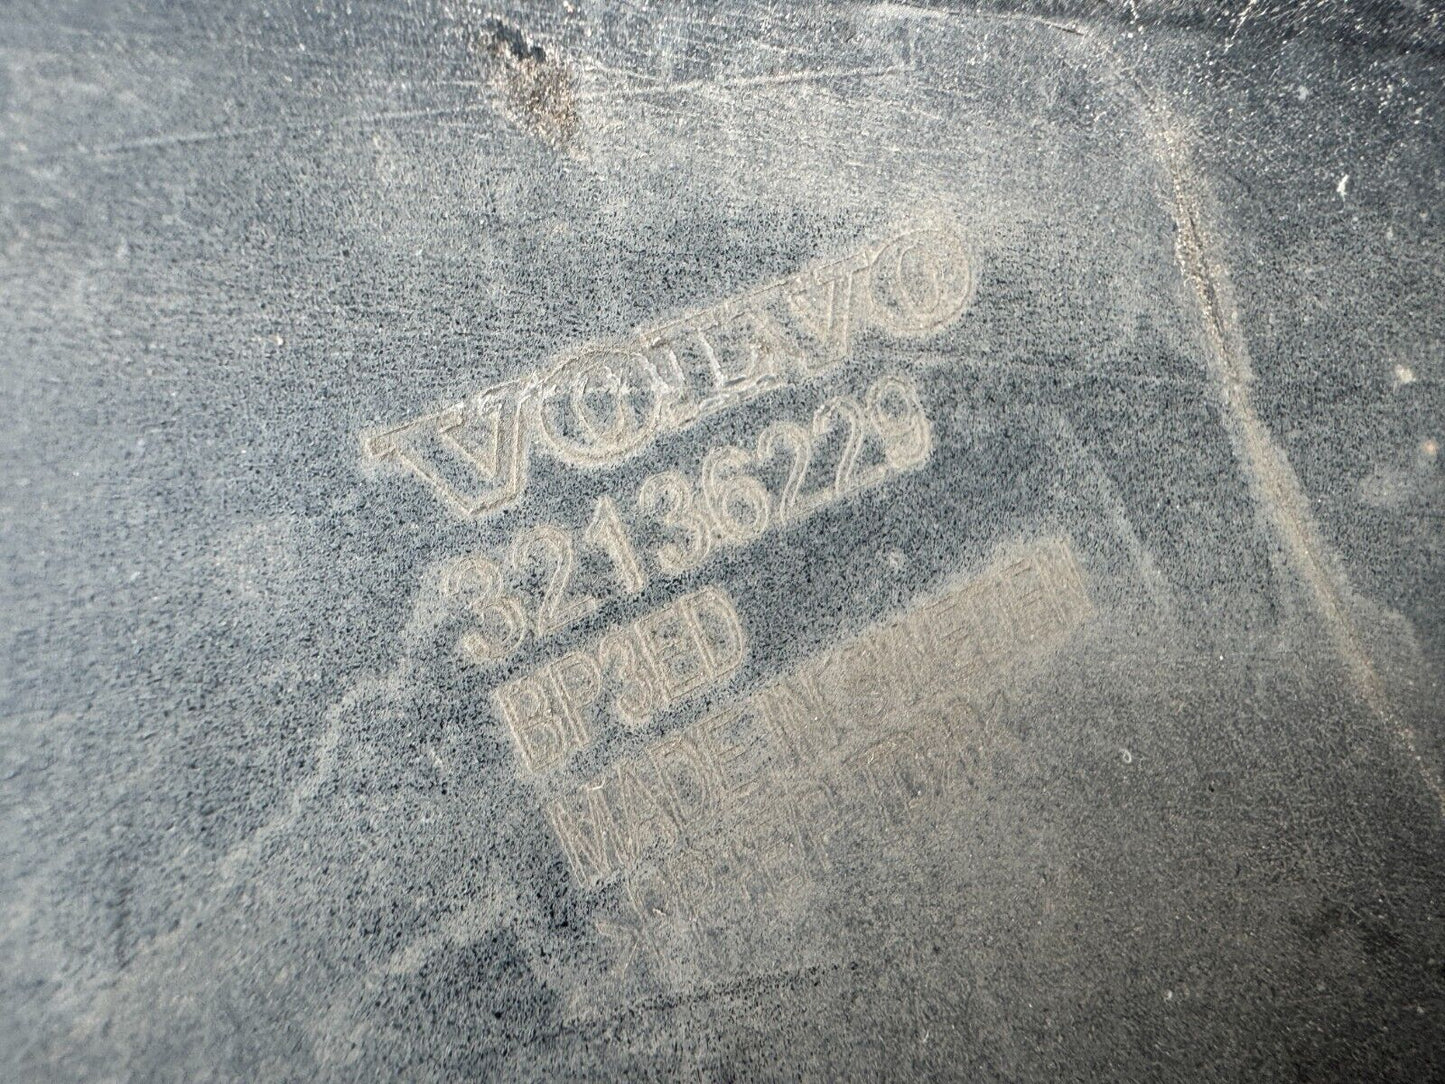 VOLVO
32136229
BP3ED
MADE IN SWEDEN